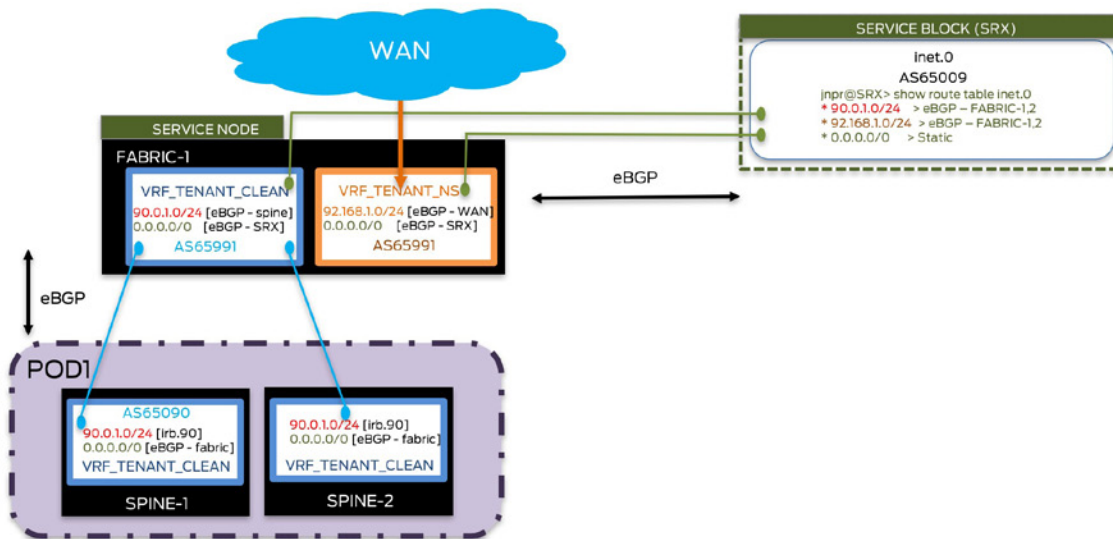 WAN
SERVICE BLOCK (SRX)
inet.0
AS65009
jnpr@SRX> show route table inet.0
* 90.0.1.0/24 > eBGP – FABRIC-1,2
* 92.168.1.0/24 > eBGP – FABRIC-1,2
* 0.0.0.0/0 > Static
SERVICE NODE
FABRIC-1
VRF_TENANT_CLEAN
90.0.1.0/24 [eBGP - spine]
0.0.0.0/0 [eBGP - SRX]
AS65991
VRF_TENANT_NS
92.168.1.0/24 [eBGP - WAN]
0.0.0.0/0 [eBGP - SRX]
AS65991
eBGP
eBGP
POD1
AS65090
90.0.1.0/24 [irb.90]
0.0.0.0/0 [eBGP - fabric]
VRF_TENANT_CLEAN
SPINE-1
90.0.1.0/24 [irb.90]
0.0.0.0/0 [eBGP - fabric]
VRF_TENANT_CLEAN
SPINE-2